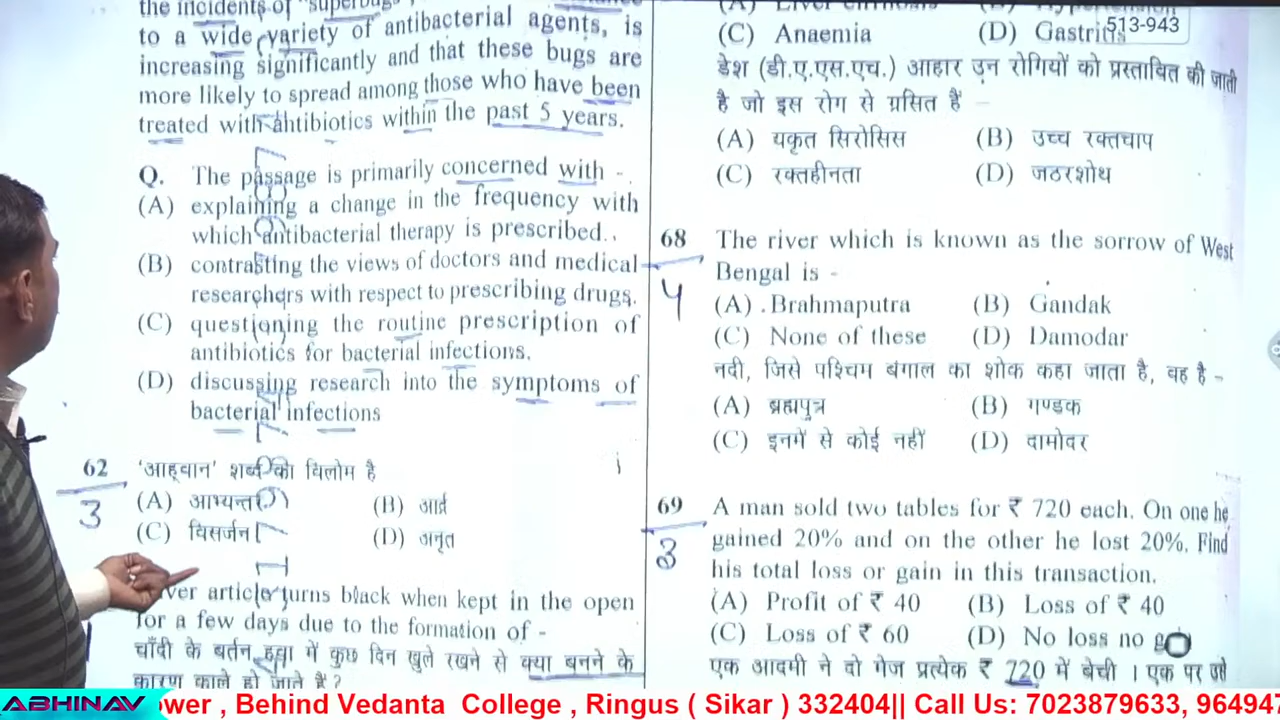 the incidents of "superbugs
to a wide variety of antibacterial agents, is
increasing significantly and that these bugs are
more likely to spread among those who have been
treated with antibiotics within the past 5 years.
Q. The passage is primarily concerned with -
(A) explaining a change in the frequency with
which antibacterial therapy is prescribed.
(B) contrasting the views of doctors and medical
researchers with respect to prescribing drugs.
(C) questioning the routine prescription of
antibiotics for bacterial infections.
(D) discussing research into the symptoms of
bacterial infections
62 'आह्वान' शब्द का विलोम है
3
(A) आभ्यन्तर (B) आर्द्र
(C) विसर्जन (D) अनृत
ver article turns black when kept in the open
for a few days due to the formation of -
चाँदी के बर्तन हवा में कुछ दिन खुले रखने से क्या बनने के
कारण काले हो जाते है ?
(C) Anaemia (D) Gastritis
513-943
डेश (डी.ए.एस.एच.) आहार उन रोगियों को प्रस्तावित की जाती
है जो इस रोग से ग्रसित हैं -
(A) यकृत सिरोसिस (B) उच्च रक्तचाप
(C) रक्तहीनता (D) जठरशोथ
68 The river which is known as the sorrow of West
4 Bengal is -
(A) Brahmaputra (B) Gandak
(C) None of these (D) Damodar
नदी, जिसे पश्चिम बंगाल का शोक कहा जाता है, वह है -
(A) ब्रह्मपुत्र (B) गण्डक
(C) इनमें से कोई नहीं (D) दामोदर
69 A man sold two tables for ₹ 720 each. On one he
3 gained 20% and on the other he lost 20%. Find
his total loss or gain in this transaction.
(A) Profit of ₹ 40 (B) Loss of ₹ 40
(C) Loss of ₹ 60 (D) No loss no
एक आदमी ने दो मेज प्रत्येक ₹ 720 में बेची । एक पर उसे
ABHINAV
ower , Behind Vedanta College , Ringus ( Sikar ) 332404|| Call Us: 7023879633, 96494